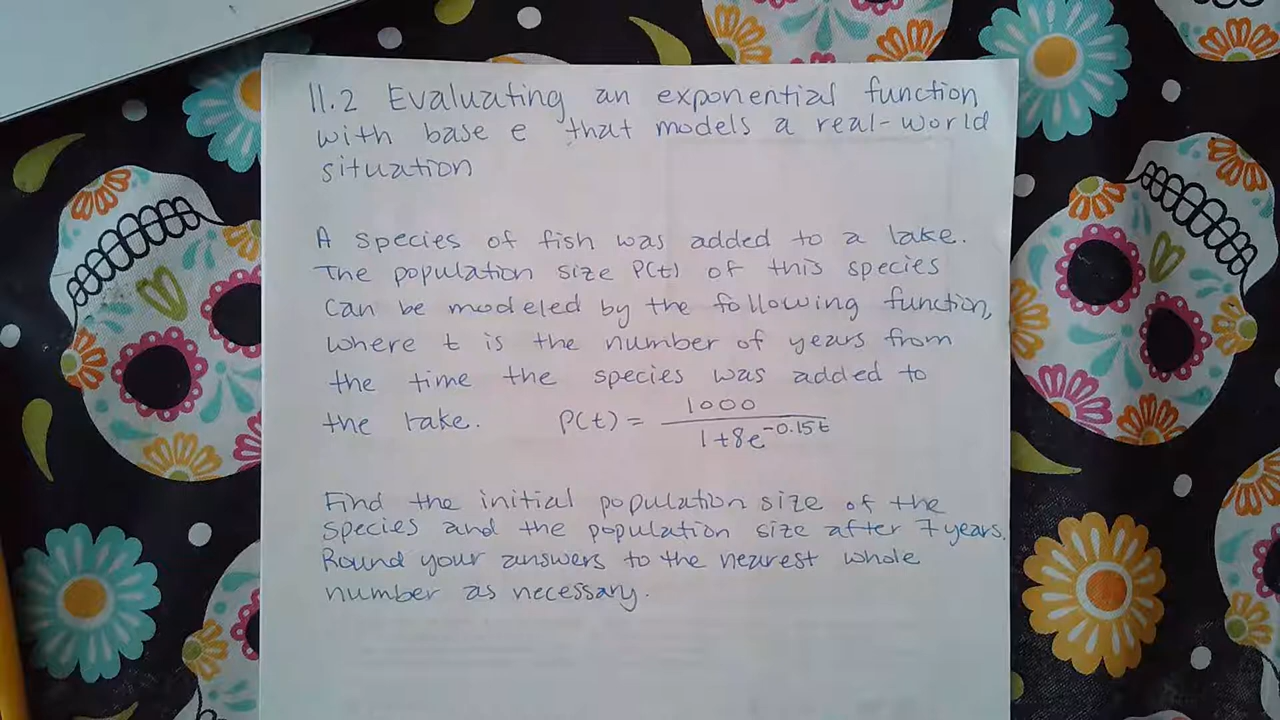 11.2 Evaluating an exponential function
with base e that models a real-world
situation
A species of fish was added to a lake.
The population size P(t) of this species
can be modeled by the following function,
where t is the number of years from
the time the species was added to
the lake. P(t) = 1000 / 1+8e^-0.15t
Find the initial population size of the
species and the population size after 7 years.
Round your answers to the nearest whole
number as necessary.